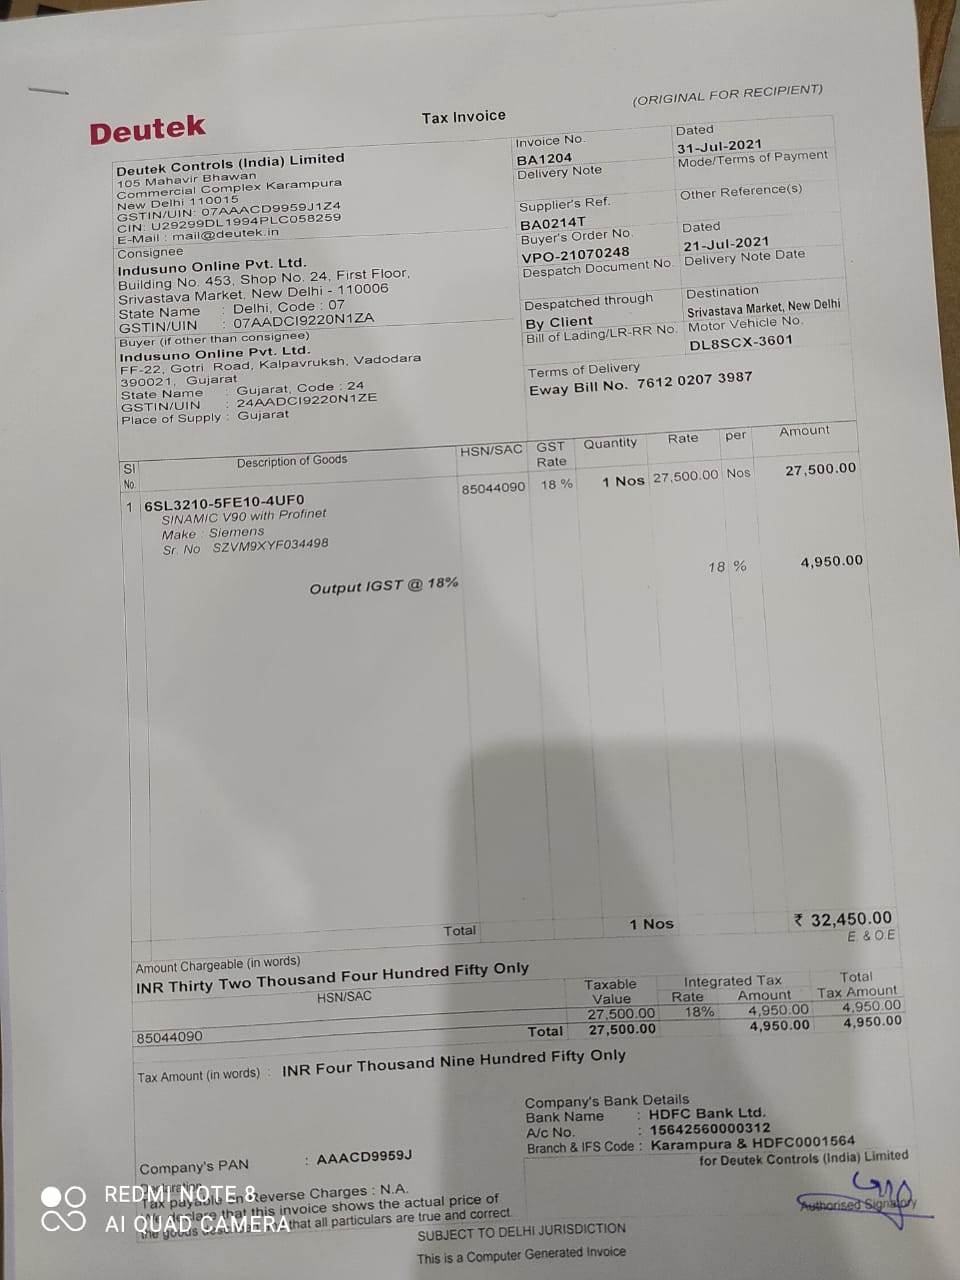 (ORIGINAL FOR RECIPIENT)
Deutek
Tax Invoice
Deutek Controls (India) Limited
105 Mahavir Bhawan
Commercial Complex Karampura
New Delhi 110015
GSTIN/UIN: 07AAACD9959J1Z4
CIN: U29299DL1994PLC058259
E-Mail : mail@deutek.in
Consignee
Indusuno Online Pvt. Ltd.
Building No. 453, Shop No. 24, First Floor,
Srivastava Market, New Delhi - 110006
State Name : Delhi, Code : 07
GSTIN/UIN : 07AADCI9220N1ZA
Buyer (if other than consignee)
Indusuno Online Pvt. Ltd.
FF-22, Gotri Road, Kalpavruksh, Vadodara
390021, Gujarat
State Name : Gujarat, Code : 24
GSTIN/UIN : 24AADCI9220N1ZE
Place of Supply : Gujarat
Invoice No. Dated
BA1204 31-Jul-2021
Delivery Note Mode/Terms of Payment
Supplier's Ref. Other Reference(s)
BA0214T
Buyer's Order No. Dated
VPO-21070248 21-Jul-2021
Despatch Document No. Delivery Note Date
Despatched through Destination
By Client Srivastava Market, New Delhi
Bill of Lading/LR-RR No. Motor Vehicle No.
DL8SCX-3601
Terms of Delivery
Eway Bill No. 7612 0207 3987
Sl No. Description of Goods HSN/SAC GST Rate Quantity Rate per Amount
1 6SL3210-5FE10-4UF0 85044090 18 % 1 Nos 27,500.00 Nos 27,500.00
SINAMIC V90 with Profinet
Make : Siemens
Sr. No SZVM9XYF034498
Output IGST @ 18% 18 % 4,950.00
Total 1 Nos ₹ 32,450.00
E. & O.E
Amount Chargeable (in words)
INR Thirty Two Thousand Four Hundred Fifty Only
HSN/SAC Taxable Value Integrated Tax Total Tax Amount
Rate Amount
85044090 27,500.00 18% 4,950.00 4,950.00
Total 27,500.00 4,950.00 4,950.00
Tax Amount (in words) : INR Four Thousand Nine Hundred Fifty Only
Company's Bank Details
Bank Name : HDFC Bank Ltd.
A/c No. : 15642560000312
Branch & IFS Code : Karampura & HDFC0001564
Company's PAN : AAACD9959J
for Deutek Controls (India) Limited
Declaration
Tax payable on Reverse Charges : N.A.
We declare that this invoice shows the actual price of
the goods described and that all particulars are true and correct.
Authorised Signatory
SUBJECT TO DELHI JURISDICTION
This is a Computer Generated Invoice
REDMI NOTE 8
AI QUAD CAMERA